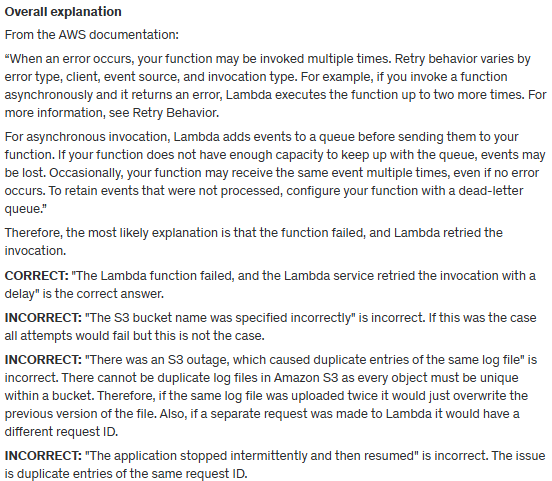 Overall explanation
From the AWS documentation:
“When an error occurs, your function may be invoked multiple times. Retry behavior varies by
error type, client, event source, and invocation type. For example, if you invoke a function
asynchronously and it returns an error, Lambda executes the function up to two more times. For
more information, see Retry Behavior.
For asynchronous invocation, Lambda adds events to a queue before sending them to your
function. If your function does not have enough capacity to keep up with the queue, events may
be lost. Occasionally, your function may receive the same event multiple times, even if no error
occurs. To retain events that were not processed, configure your function with a dead-letter
queue.”
Therefore, the most likely explanation is that the function failed, and Lambda retried the
invocation.
CORRECT: "The Lambda function failed, and the Lambda service retried the invocation with a
delay" is the correct answer.
INCORRECT: "The S3 bucket name was specified incorrectly" is incorrect. If this was the case
all attempts would fail but this is not the case.
INCORRECT: "There was an S3 outage, which caused duplicate entries of the same log file" is
incorrect. There cannot be duplicate log files in Amazon S3 as every object must be unique
within a bucket. Therefore, if the same log file was uploaded twice it would just overwrite the
previous version of the file. Also, if a separate request was made to Lambda it would have a
different request ID.
INCORRECT: "The application stopped intermittently and then resumed" is incorrect. The issue
is duplicate entries of the same request ID.